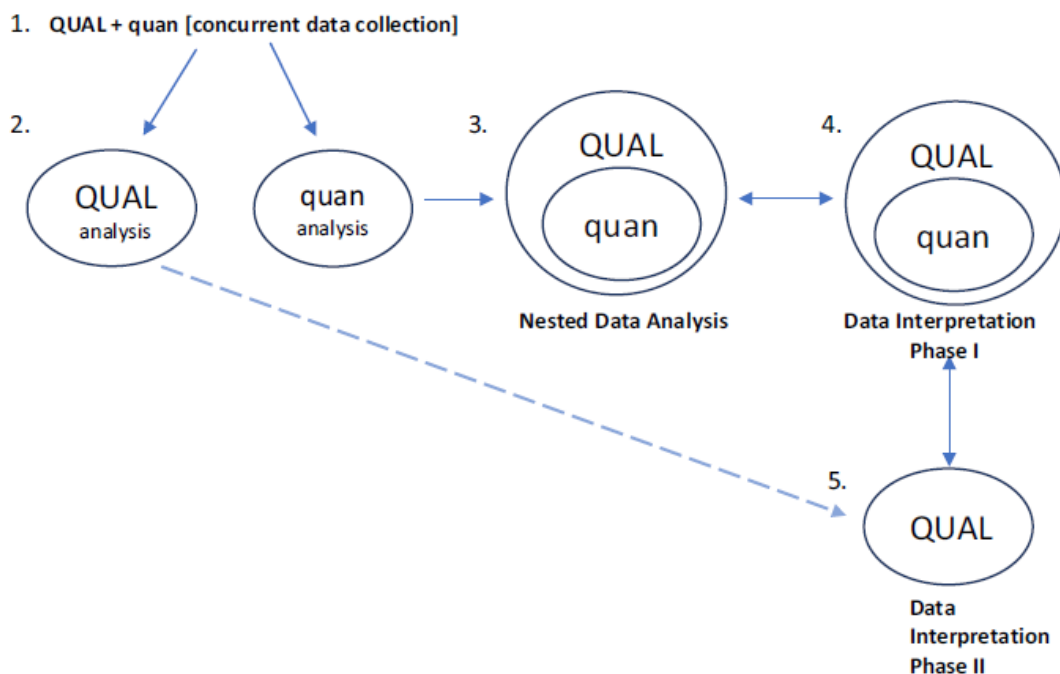 1. QUAL + quan [concurrent data collection]
2.
3.
4.
QUAL
analysis
quan
analysis
QUAL
quan
QUAL
quan
Nested Data Analysis
Data Interpretation
Phase I
5.
QUAL
Data
Interpretation
Phase II